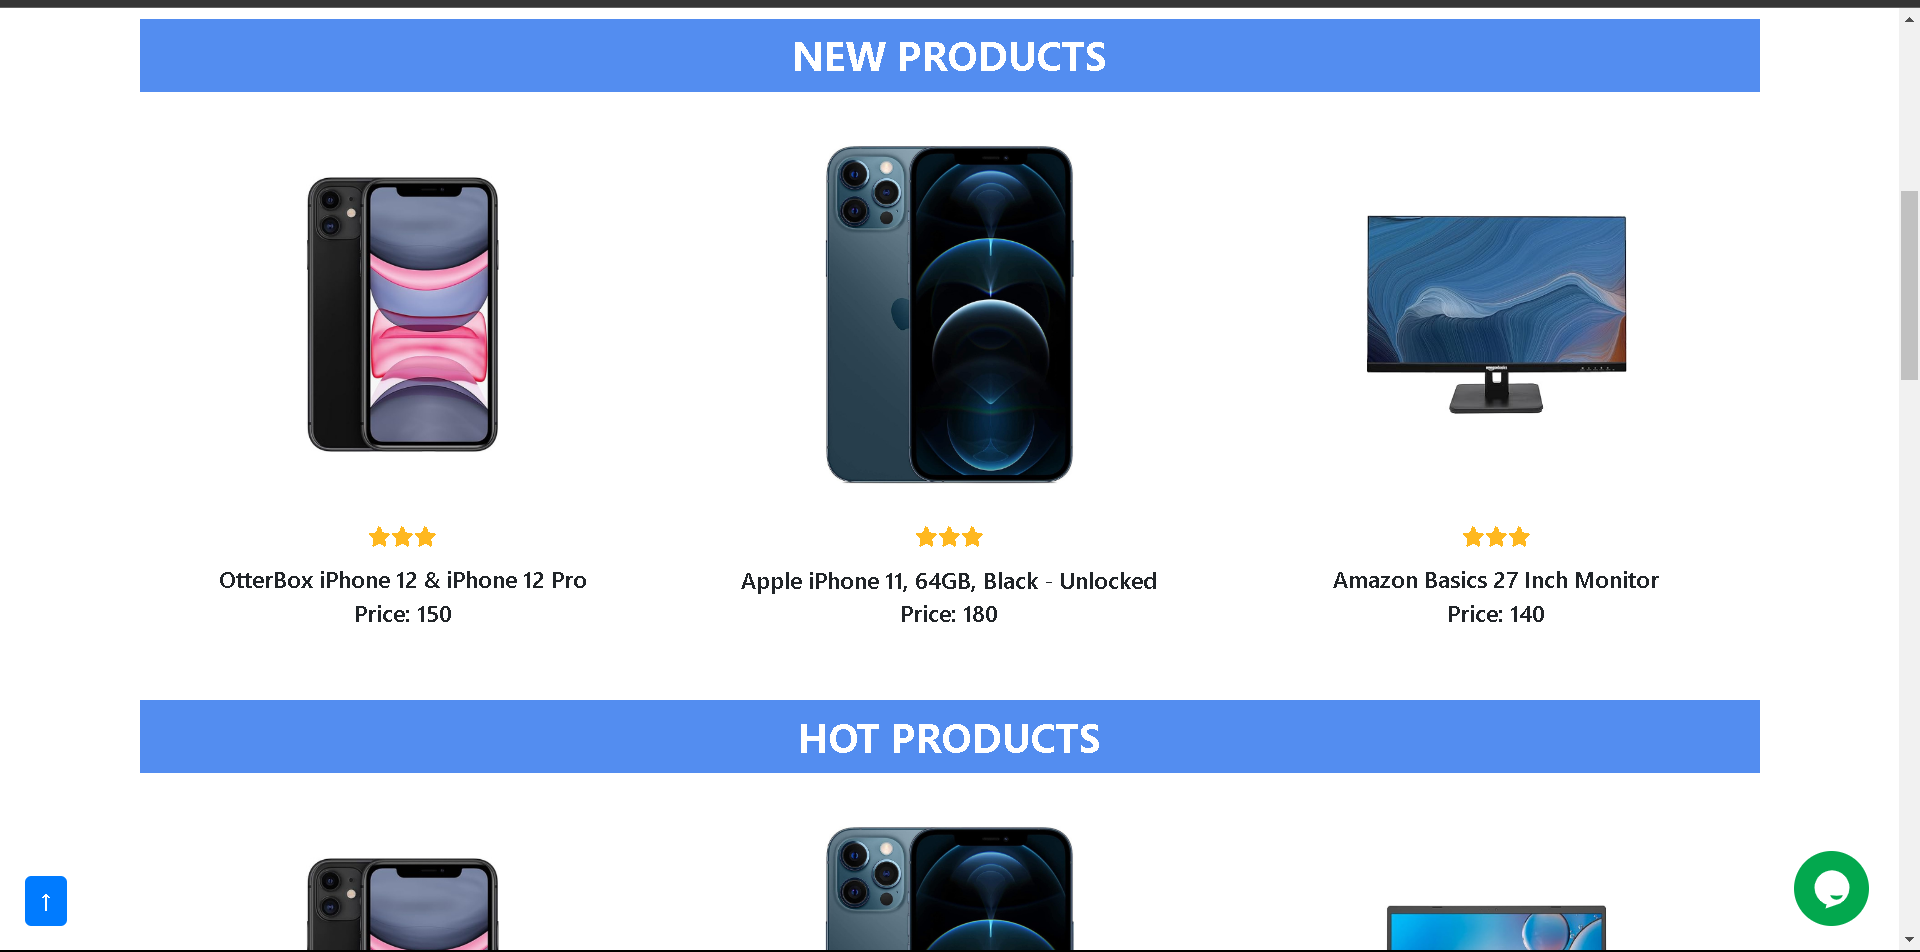 NEW PRODUCTS
OtterBox iPhone 12 & iPhone 12 Pro
Price: 150
Apple iPhone 11, 64GB, Black - Unlocked
Price: 180
Amazon Basics 27 Inch Monitor
Price: 140
HOT PRODUCTS
↑